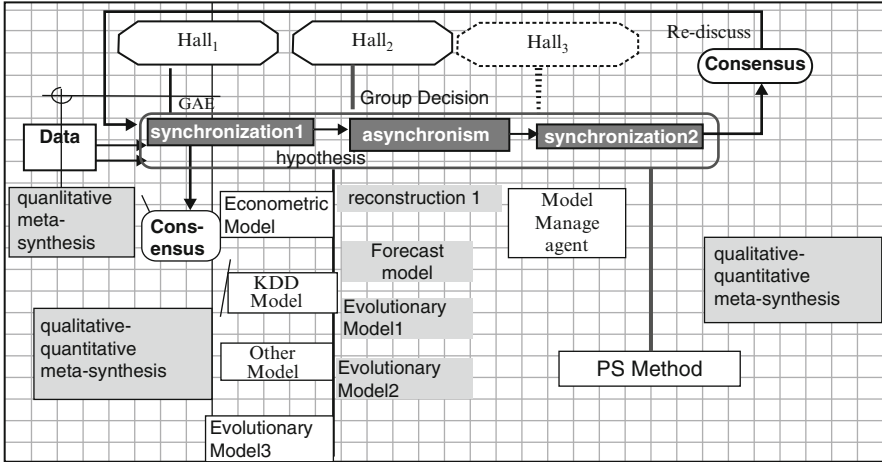 Hall1
Hall2
Hall3
Re-discuss
Consensus
GAE
Group Decision
Data
synchronization1
asynchronism
synchronization2
hypothesis
quanlitative
meta-
synthesis
Cons-
ensus
Econometric
Model
reconstruction 1
Model
Manage
agent
Forecast
model
qualitative-
quantitative
meta-synthesis
KDD
Model
Evolutionary
Model1
qualitative-
quantitative
meta-synthesis
Other
Model
Evolutionary
Model2
PS Method
Evolutionary
Model3